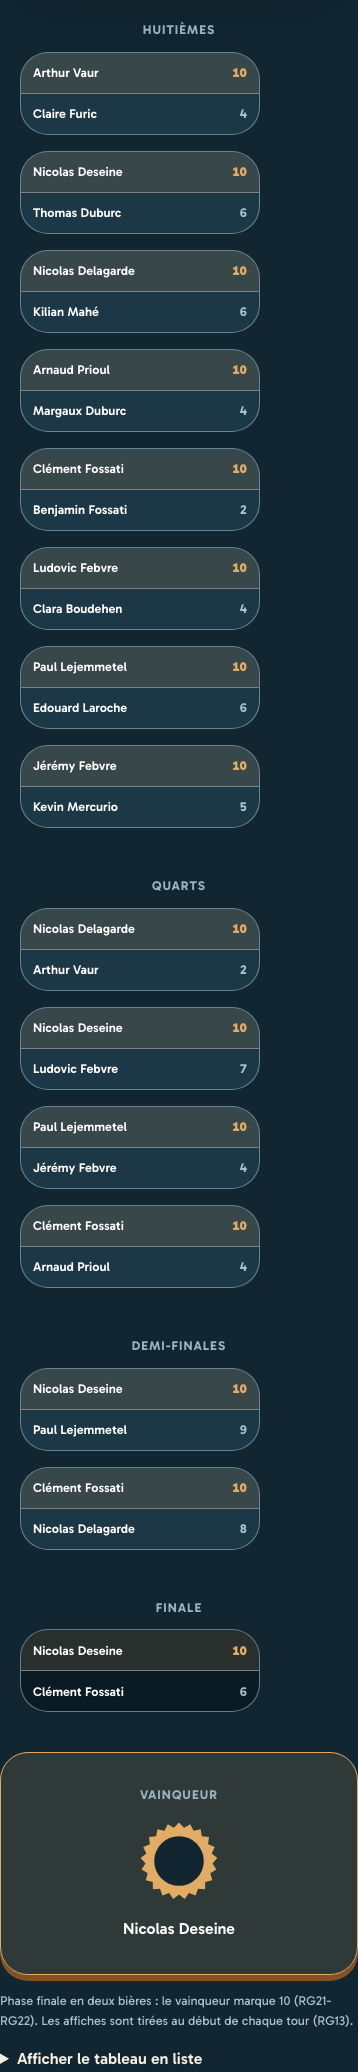 HUITIÈMES
Arthur Vaur 10
Claire Furic 4
Nicolas Deseine 10
Thomas Duburc 6
Nicolas Delagarde 10
Kilian Mahé 6
Arnaud Prioul 10
Margaux Duburc 4
Clément Fossati 10
Benjamin Fossati 2
Ludovic Febvre 10
Clara Boudehen 4
Paul Lejemmetel 10
Edouard Laroche 6
Jérémy Febvre 10
Kevin Mercurio 5
QUARTS
Nicolas Delagarde 10
Arthur Vaur 2
Nicolas Deseine 10
Ludovic Febvre 7
Paul Lejemmetel 10
Jérémy Febvre 4
Clément Fossati 10
Arnaud Prioul 4
DEMI-FINALES
Nicolas Deseine 10
Paul Lejemmetel 9
Clément Fossati 10
Nicolas Delagarde 8
FINALE
Nicolas Deseine 10
Clément Fossati 6
VAINQUEUR
Nicolas Deseine
Phase finale en deux bières : le vainqueur marque 10 (RG21-
RG22). Les affiches sont tirées au début de chaque tour (RG13).
Afficher le tableau en liste